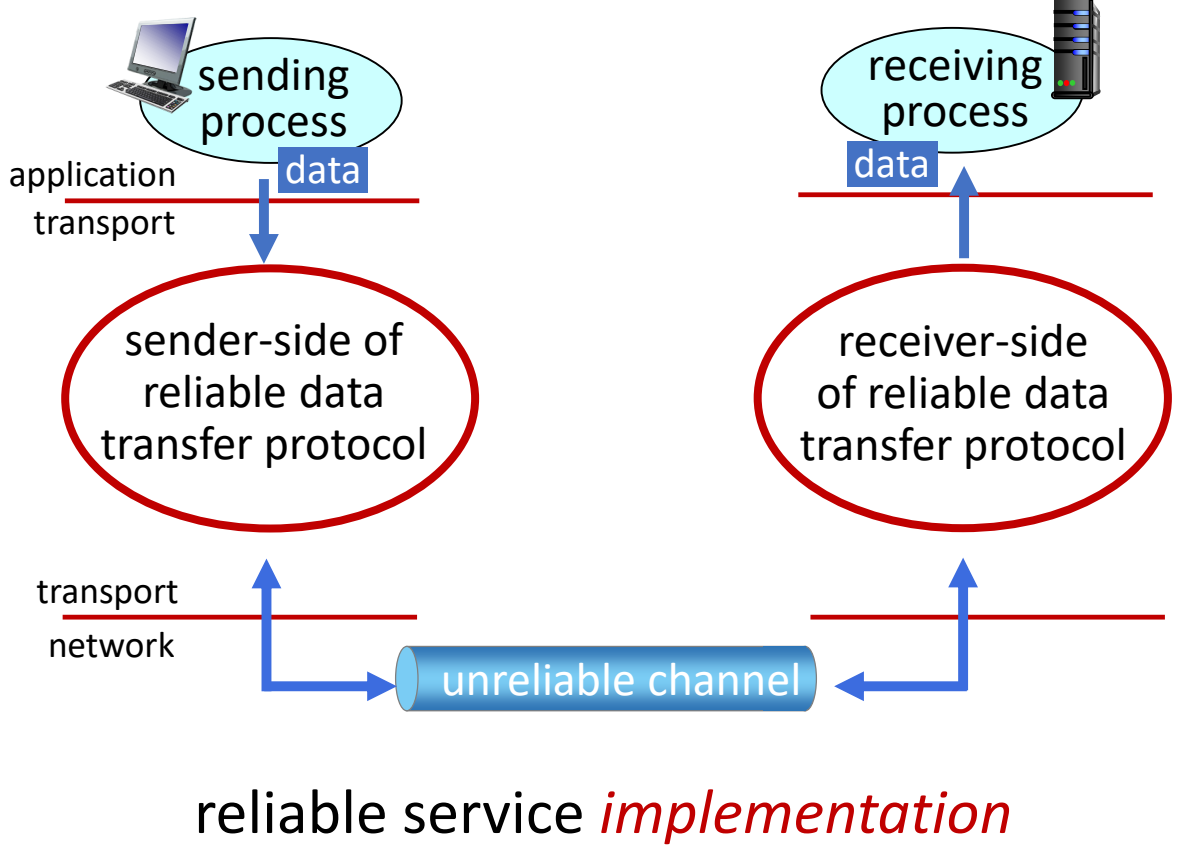 sending
process
data
application
transport
receiving
process
data
sender-side of
reliable data
transfer protocol
receiver-side
of reliable data
transfer protocol
transport
network
unreliable channel
reliable service implementation